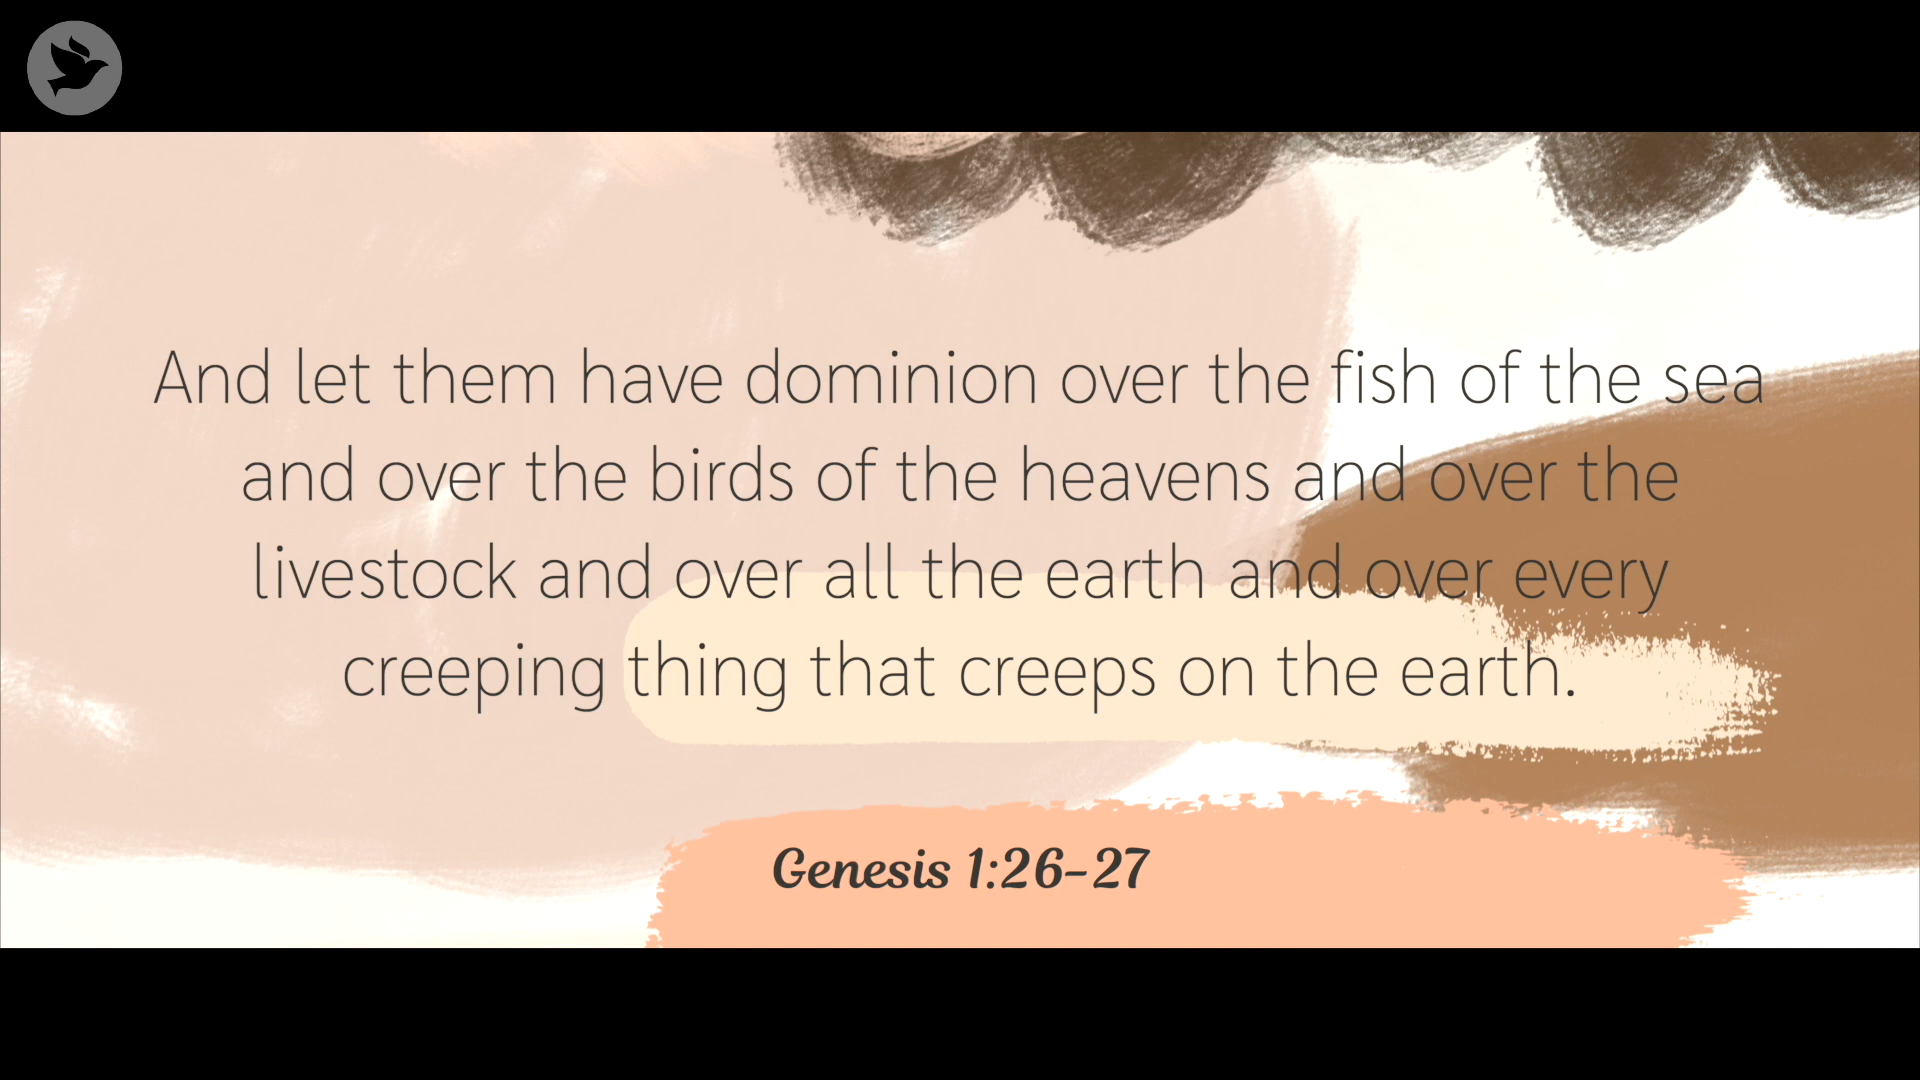 And let them have dominion over the fish of the sea
and over the birds of the heavens and over the
livestock and over all the earth and over every
creeping thing that creeps on the earth.
Genesis 1:26–27